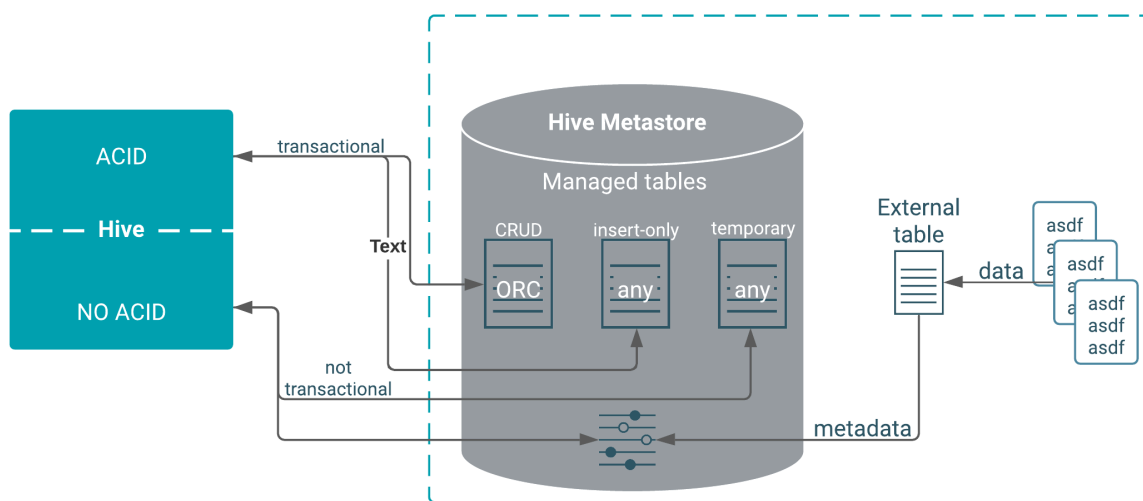 Hive Metastore
ACID
transactional
Managed tables
External
table
Hive
CRUD
insert-only
temporary
asdf
Text
asdf
data
ORC
any
any
NO ACID
asdf
asdf
asdf
not
transactional
metadata